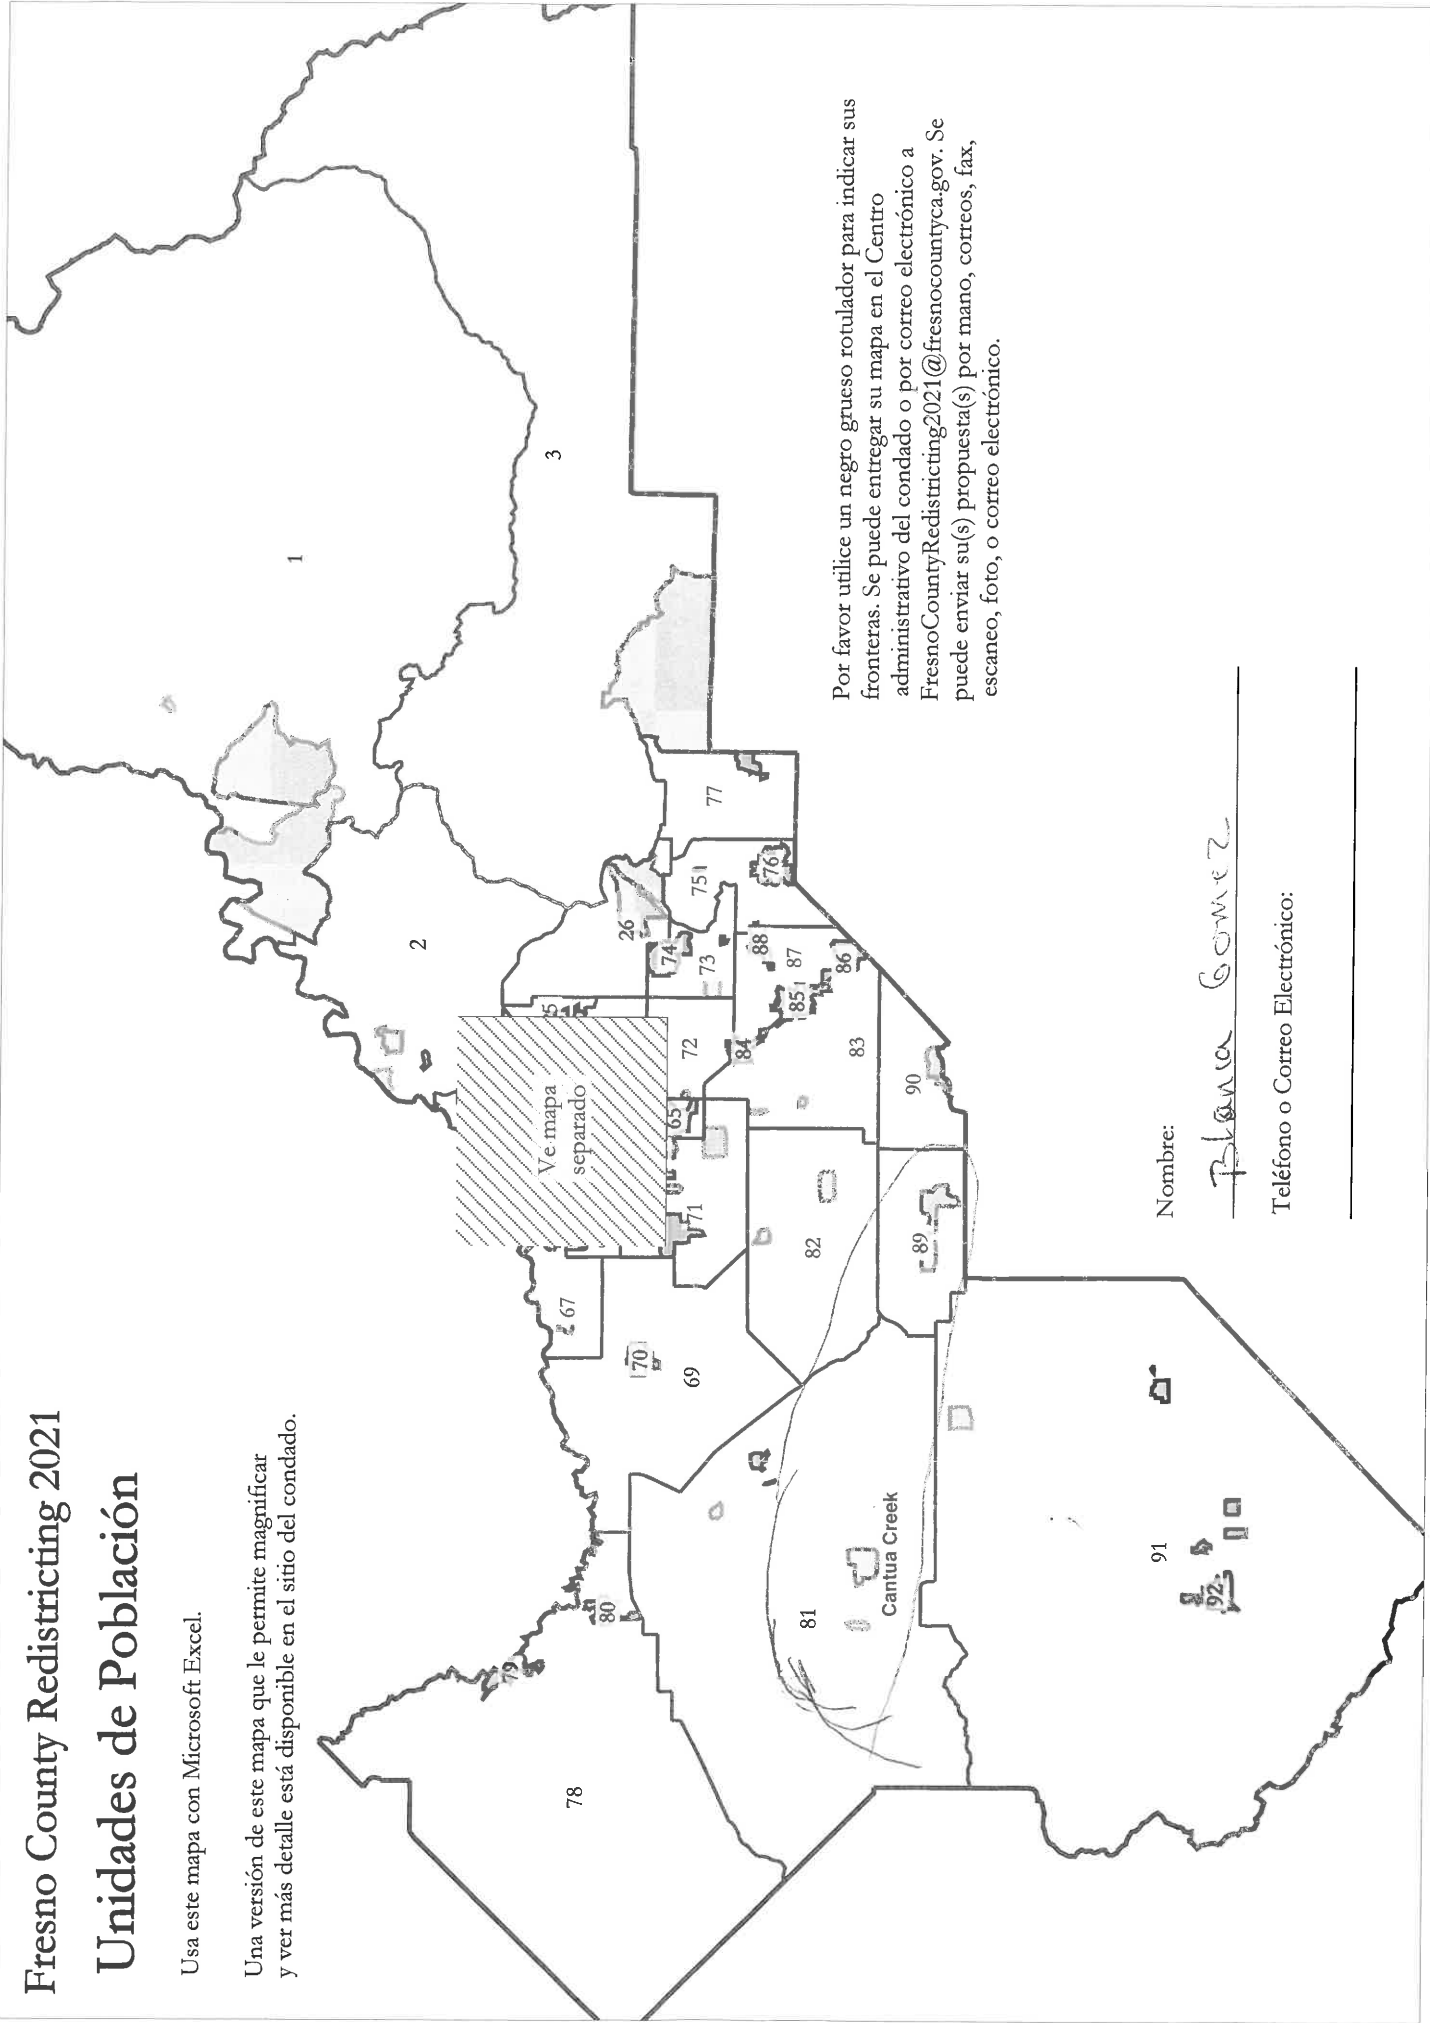 Fresno County Redistricting 2021
Unidades de Población
Usa este mapa con Microsoft Excel.
Una versión de este mapa que le permite magnificar
y ver más detalle está disponible en el sitio del condado.
1
2
3
26
5
Ve mapa
separado
65
67
69
70
71
72
73
74
75
76
77
78
79
80
81
Cantua Creek
82
83
84
85
86
87
88
89
90
91
92
Por favor utilice un negro grueso rotulador para indicar sus
fronteras. Se puede entregar su mapa en el Centro
administrativo del condado o por correo electrónico a
FresnoCountyRedistricting2021@fresnocountyca.gov. Se
puede enviar su(s) propuesta(s) por mano, correos, fax,
escaneo, foto, o correo electrónico.
Nombre:
Blanca Gomez
Teléfono o Correo Electrónico: